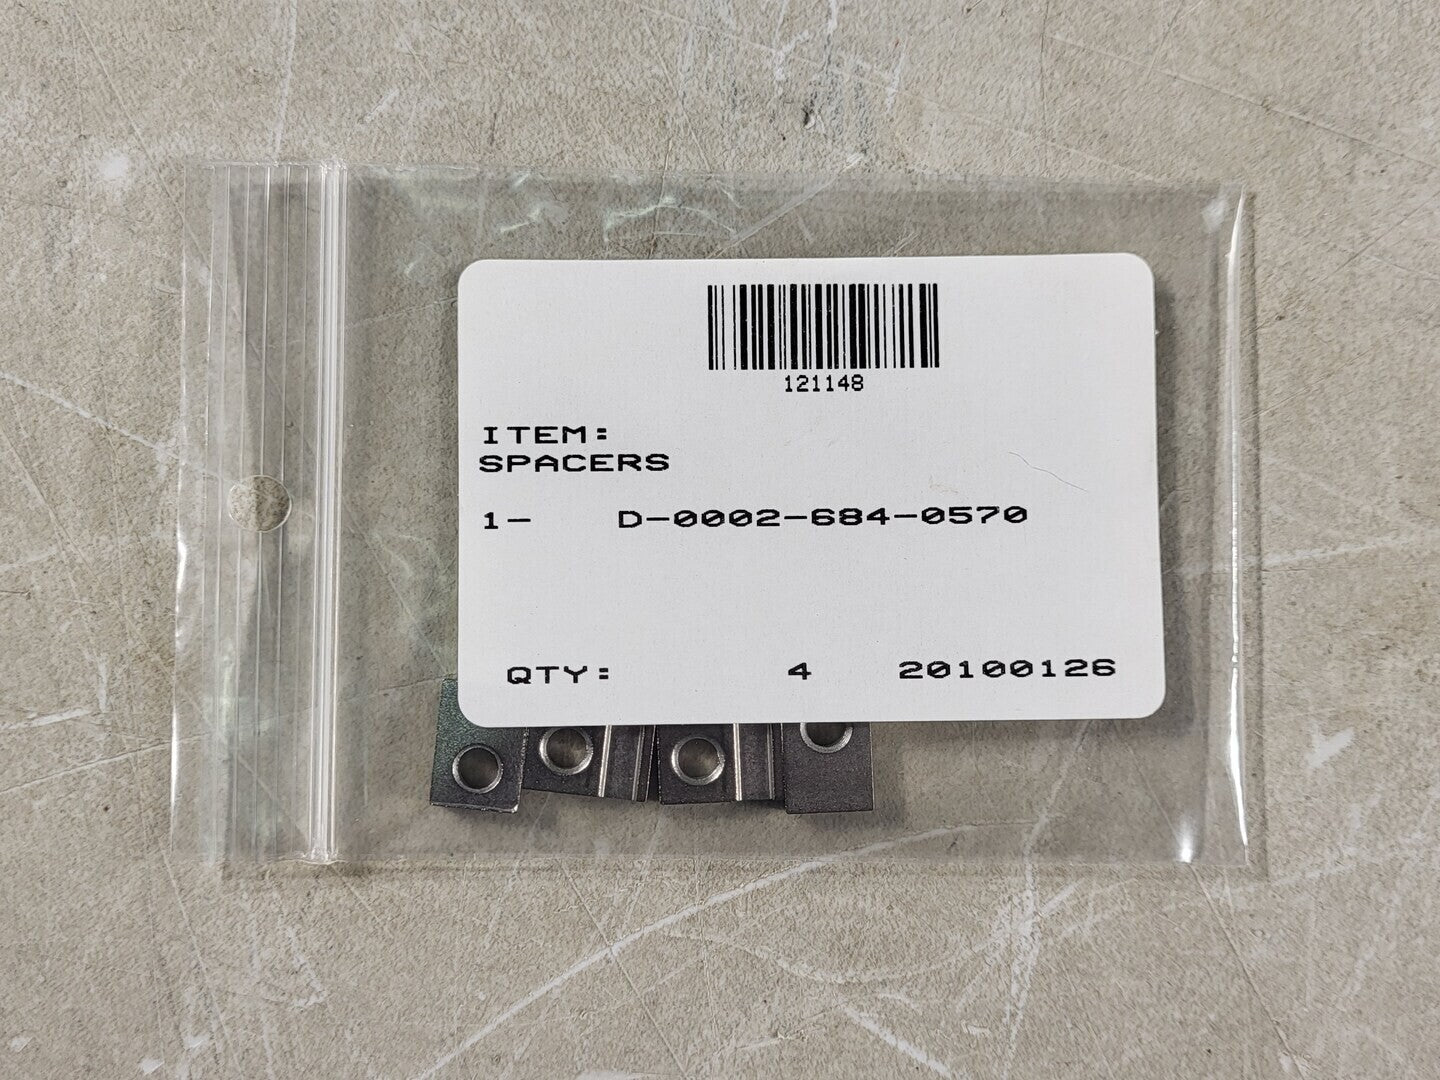 121148
ITEM:
SPACERS
1- D-0002-684-0570
QTY: 4 20100126